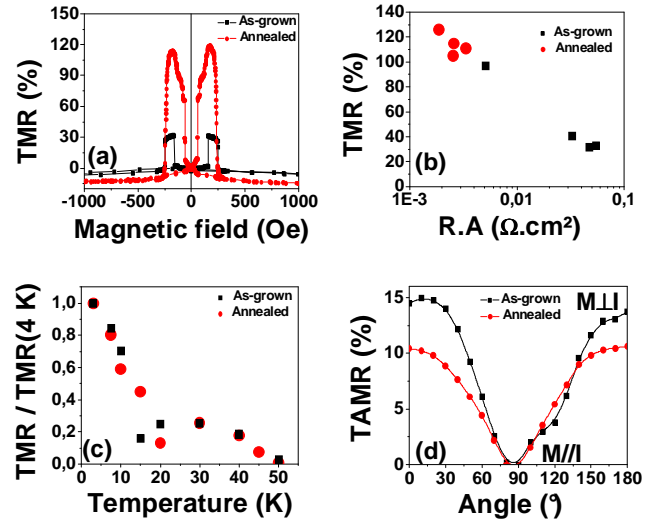 150
120
90
60
30
0
TMR (%)
As-grown
Annealed
(a)
-1000 -500 0 500 1000
Magnetic field (Oe)
140
120
100
80
60
40
20
0
TMR (%)
As-grown
Annealed
(b)
1E-3 0,01 0,1
R.A (Ω.cm²)
1,0
0,8
0,6
0,4
0,2
0,0
TMR / TMR(4 K)
As-grown
Annealed
(c)
0 10 20 30 40 50
Temperature (K)
15
10
5
0
TAMR (%)
As-grown
Annealed
M⊥I
M//I
(d)
0 30 60 90 120 150 180
Angle (°)